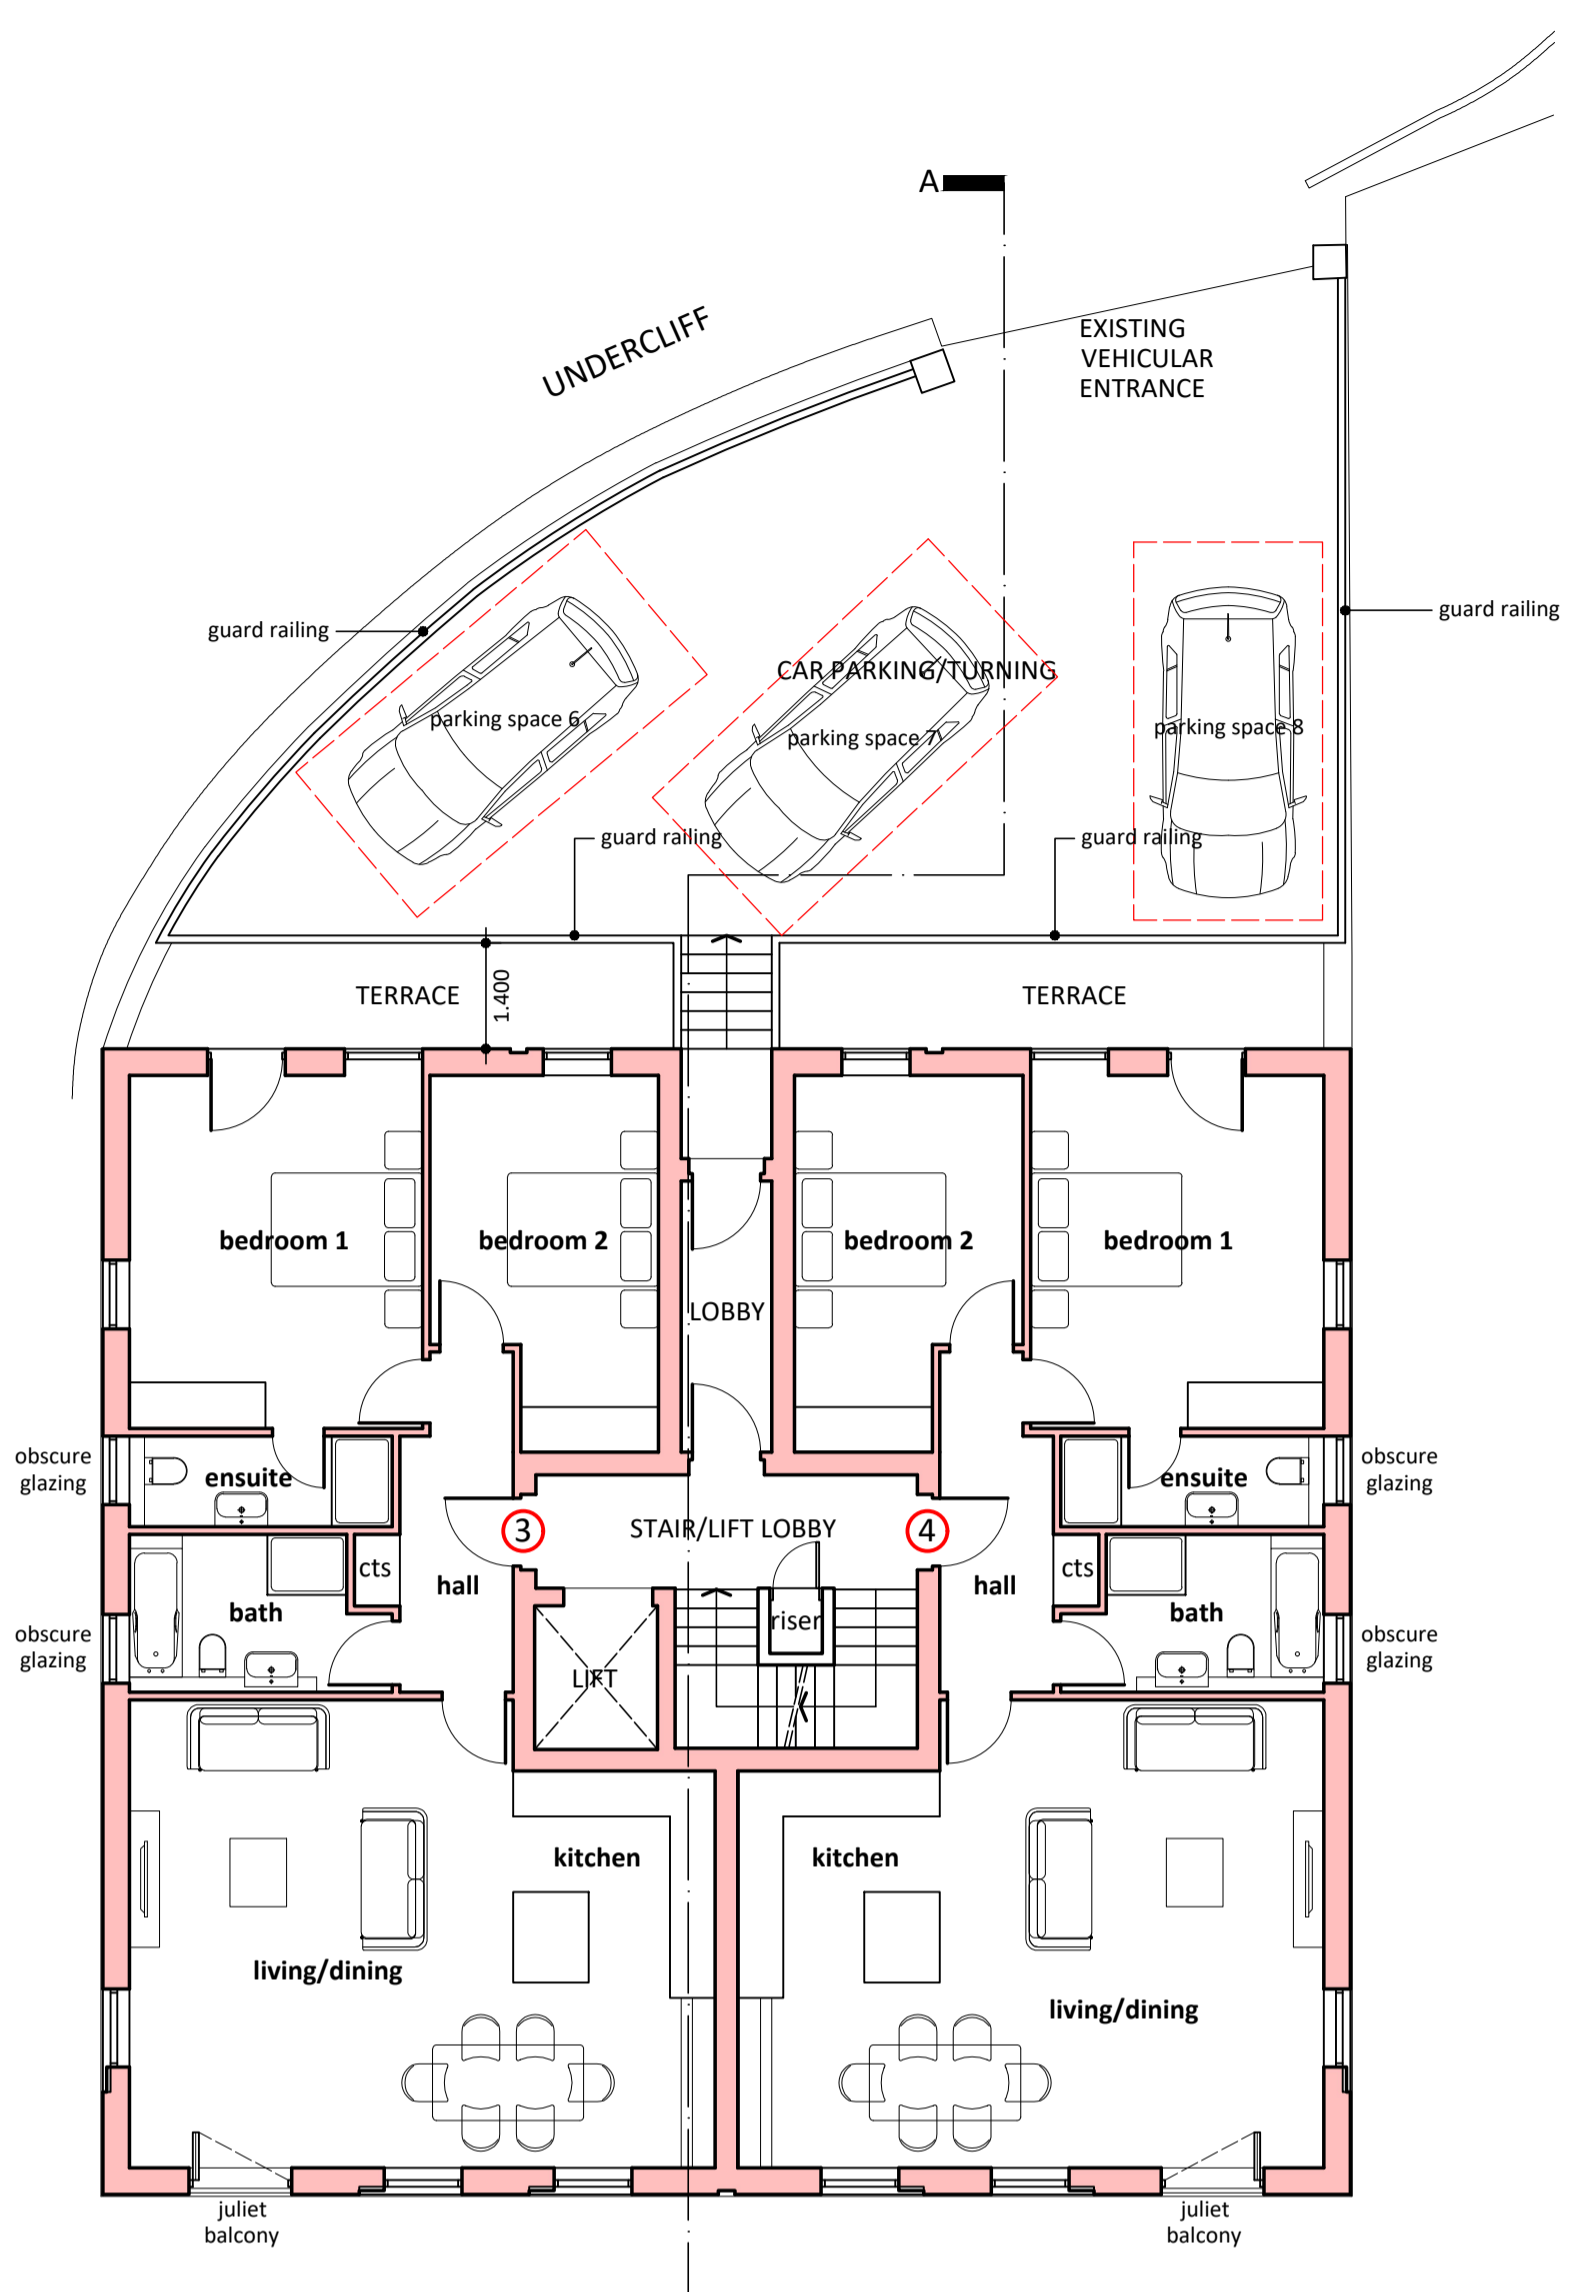 A
UNDERCLIFF
EXISTING
VEHICULAR
ENTRANCE
guard railing
guard railing
CAR PARKING/TURNING
parking space 6
parking space 7
parking space 8
guard railing
guard railing
TERRACE
1.400
TERRACE
bedroom 1
bedroom 2
bedroom 2
bedroom 1
LOBBY
obscure
glazing
ensuite
ensuite
obscure
glazing
3
STAIR/LIFT LOBBY
4
cts
hall
hall
cts
bath
riser
bath
obscure
glazing
obscure
glazing
LIFT
kitchen
kitchen
living/dining
living/dining
juliet
balcony
juliet
balcony